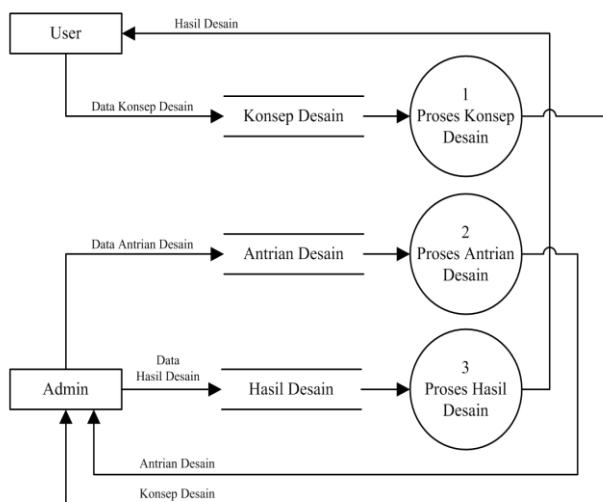 Hasil Desain
User
Data Konsep Desain
Konsep Desain
1
Proses Konsep
Desain
Data Antrian Desain
Antrian Desain
2
Proses Antrian
Desain
Admin
Data
Hasil Desain
Hasil Desain
3
Proses Hasil
Desain
Antrian Desain
Konsep Desain